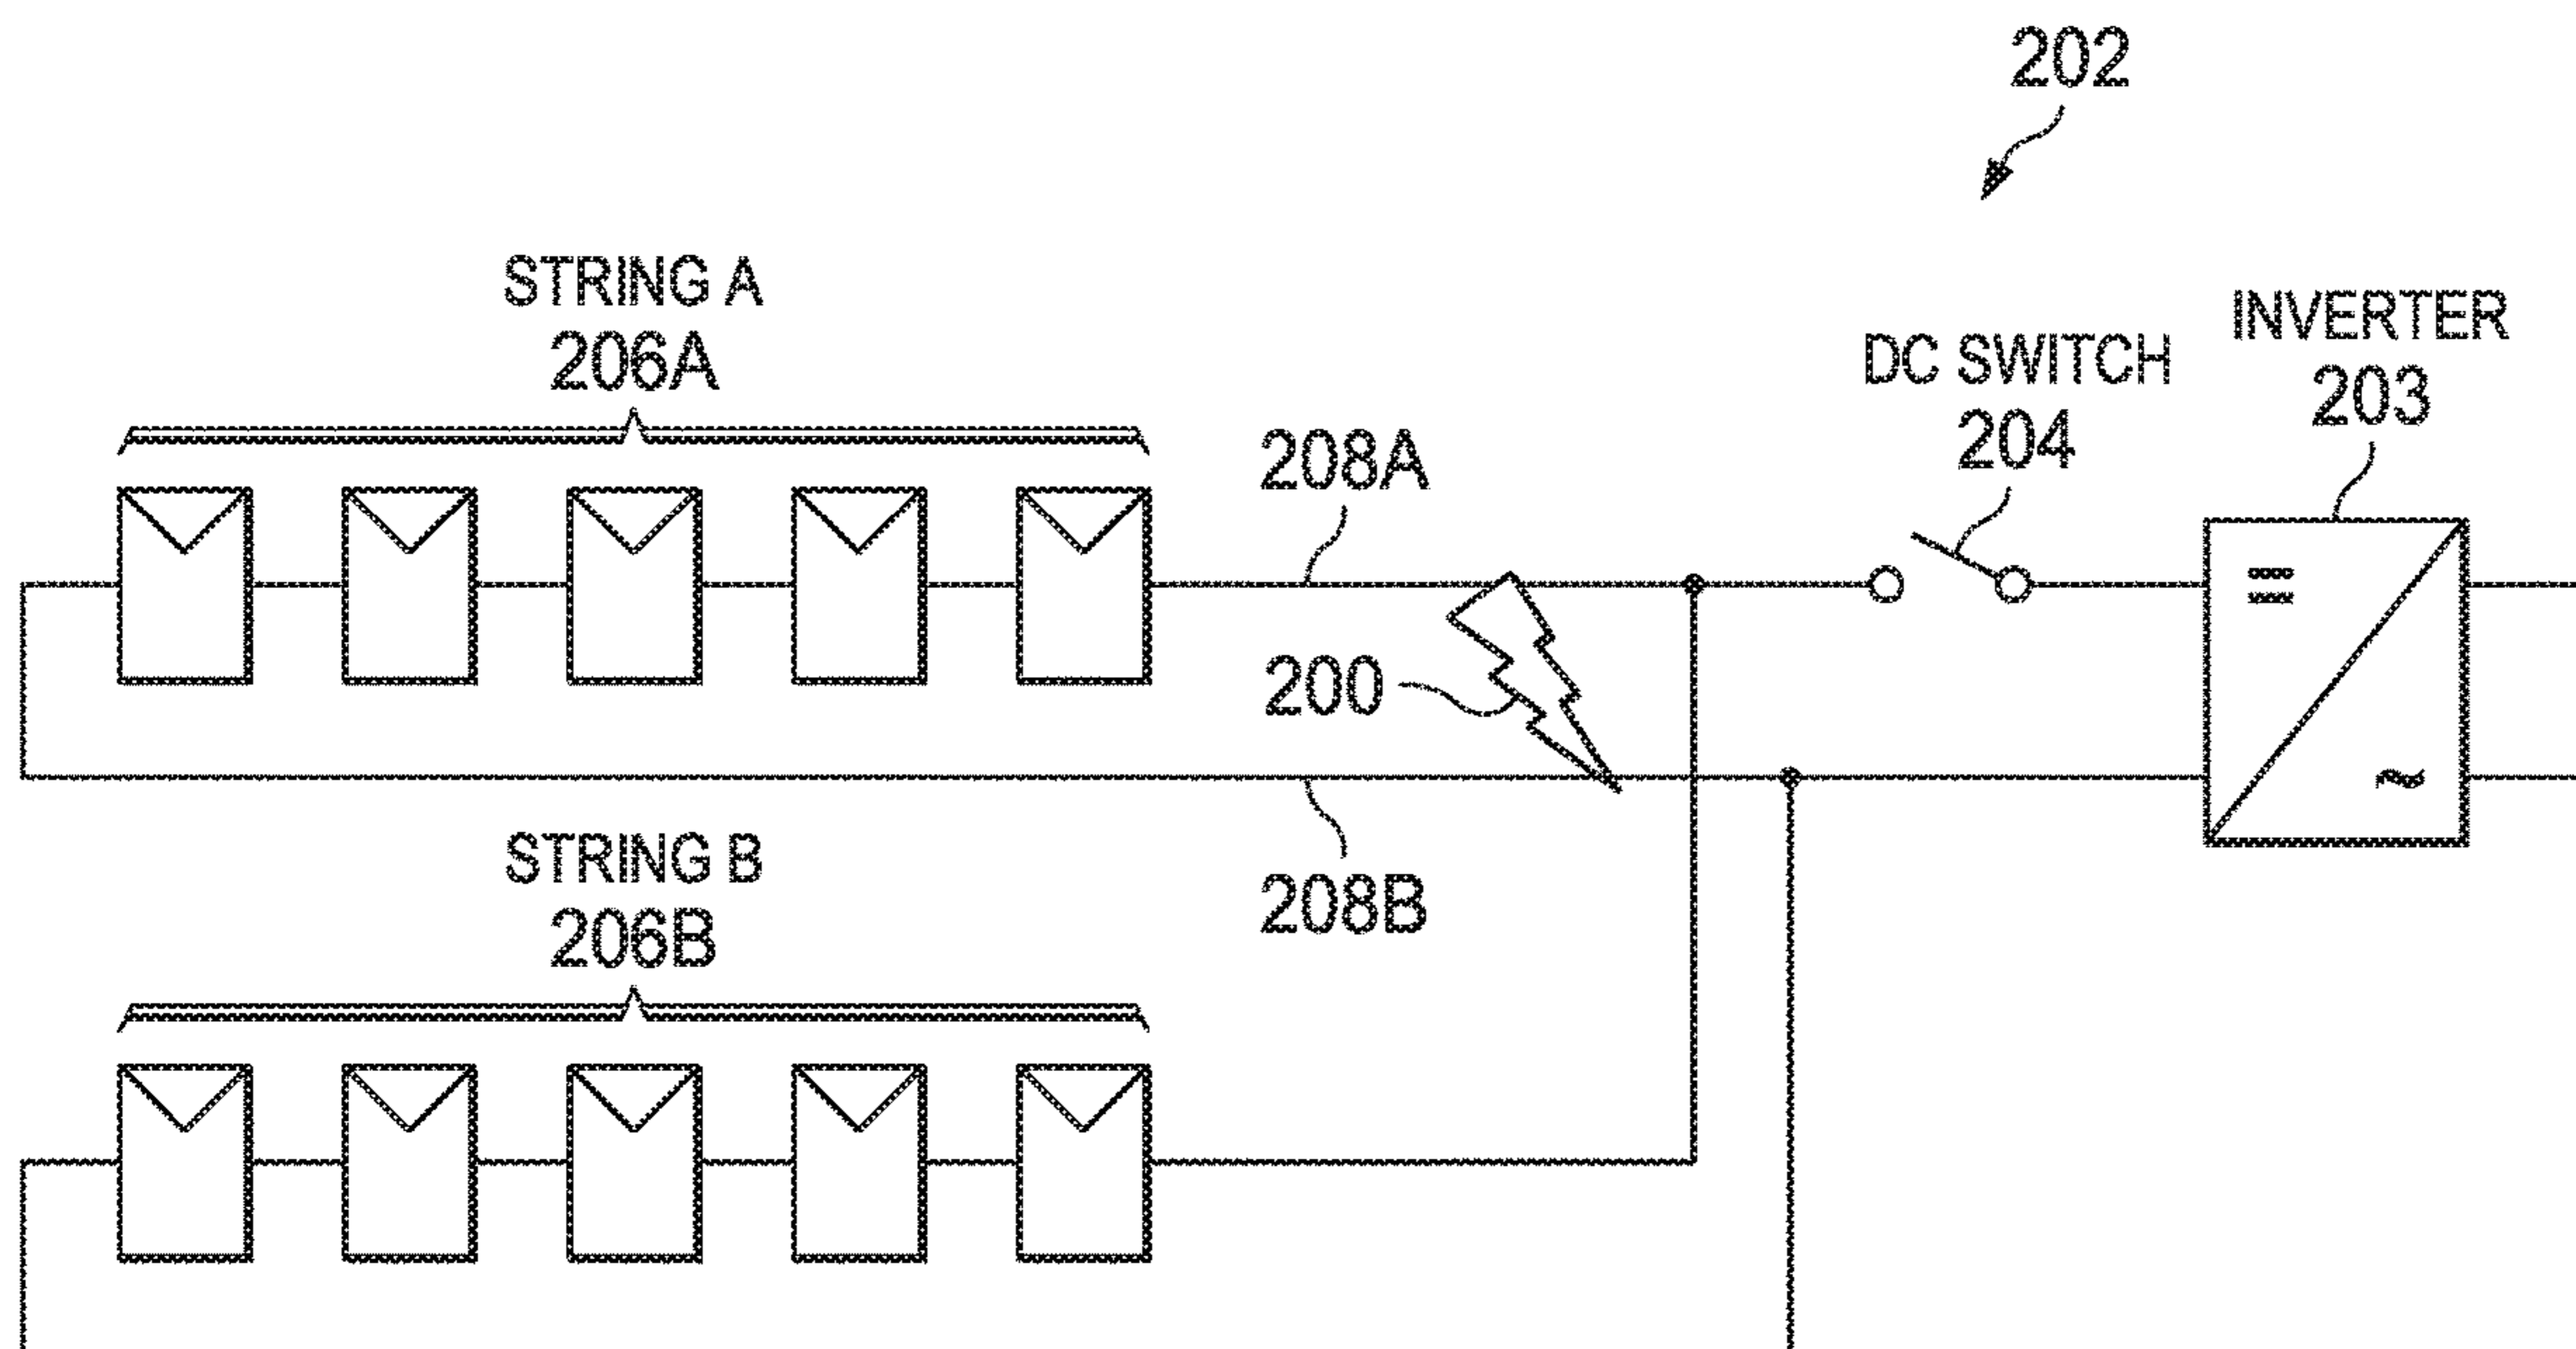 202
STRING A
206A
INVERTER
203
DC SWITCH
204
208A
200
208B
STRING B
206B